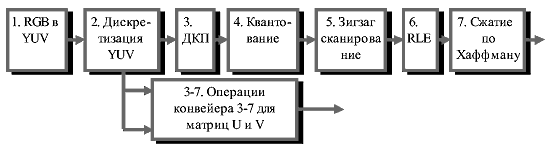 1. RGB в
YUV
2. Дискре-
тизация
YUV
3.
ДКП
4. Кванто-
вание
5. Зигзаг
сканирова
ние
6.
RLE
7. Сжатие
по
Хаффману
3-7. Операции
конвейера 3-7 для
матриц U и V